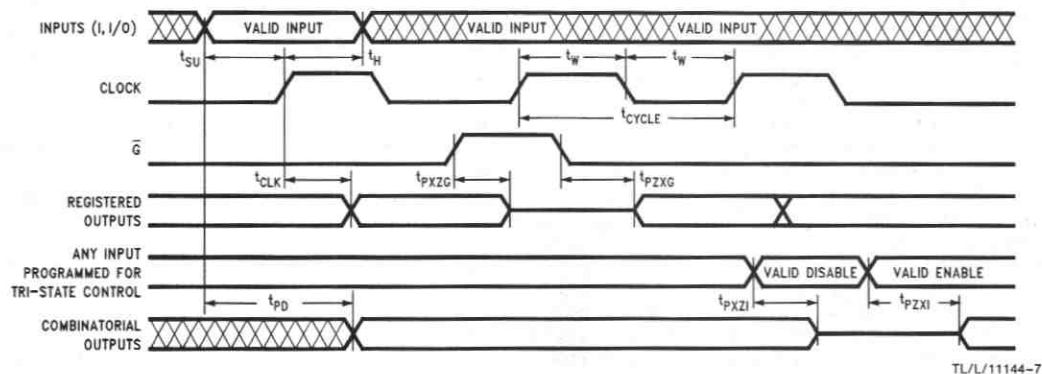 INPUTS (I, I/O)
VALID INPUT
VALID INPUT
VALID INPUT
tSU
tH
tW
tW
CLOCK
tCYCLE
G̅
tCLK
tPXZG
tPZXG
REGISTERED
OUTPUTS
ANY INPUT
PROGRAMMED FOR
TRI-STATE CONTROL
VALID DISABLE
VALID ENABLE
tPD
tPXZI
tPZXI
COMBINATORIAL
OUTPUTS
TL/L/11144-7